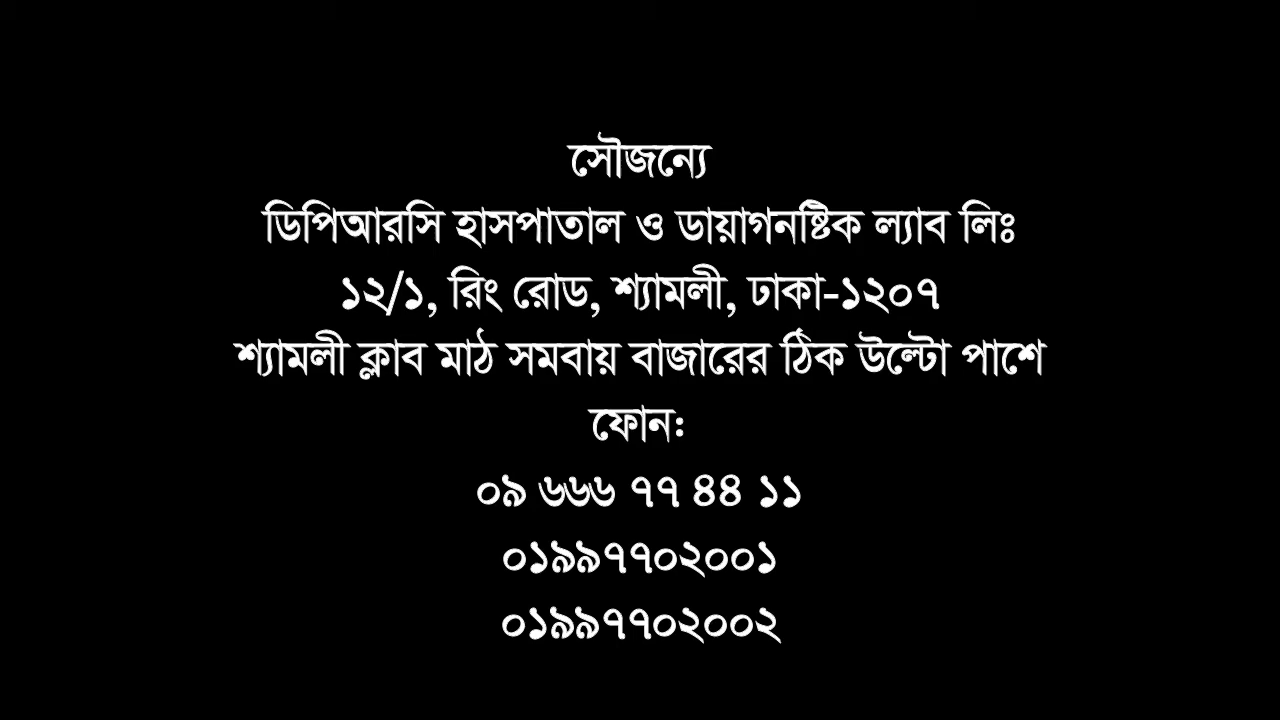 সৌজন্যে
ডিপিআরসি হাসপাতাল ও ডায়াগনষ্টিক ল্যাব লিঃ
১২/১, রিং রোড, শ্যামলী, ঢাকা-১২০৭
শ্যামলী ক্লাব মাঠ সমবায় বাজারের ঠিক উল্টো পাশে
ফোনঃ
০৯ ৬৬৬ ৭৭ ৪৪ ১১
০১৯৯৭৭০২০০১
০১৯৯৭৭০২০০২